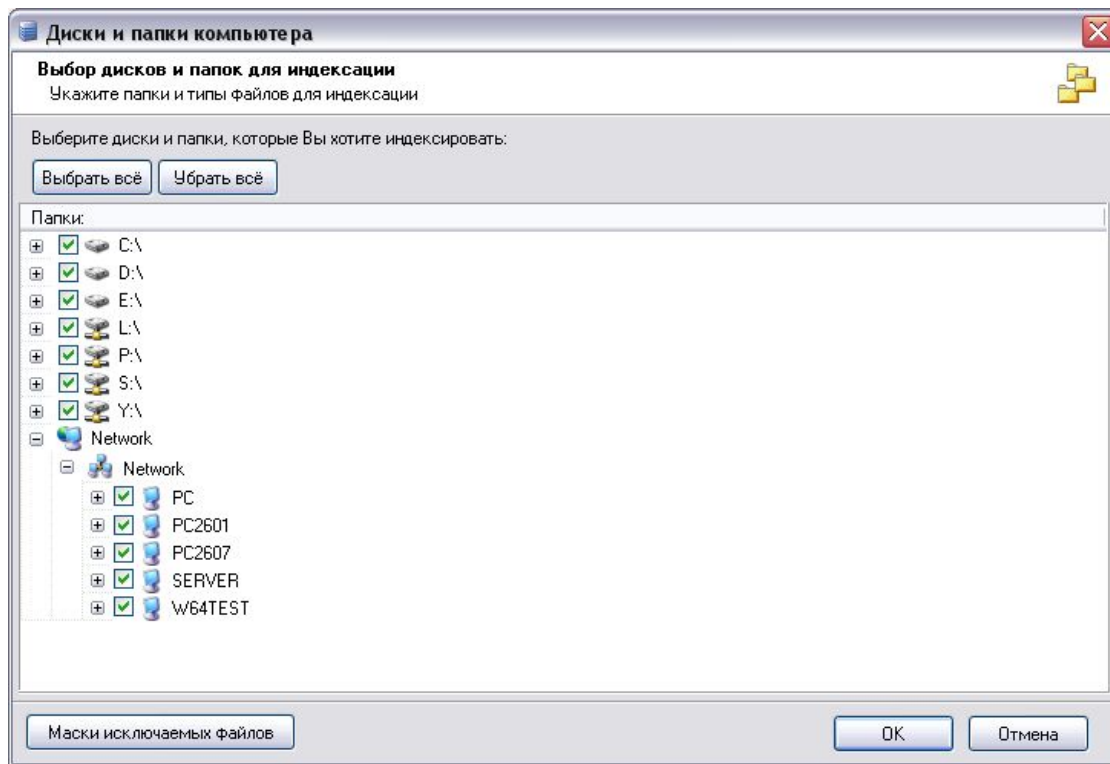 Диски и папки компьютера
Выбор дисков и папок для индексации
Укажите папки и типы файлов для индексации
Выберите диски и папки, которые Вы хотите индексировать:
Выбрать всё Убрать всё
Папки:
C:\
D:\
E:\
L:\
P:\
S:\
Y:\
Network
Network
PC
PC2601
PC2607
SERVER
W64TEST
Маски исключаемых файлов OK Отмена